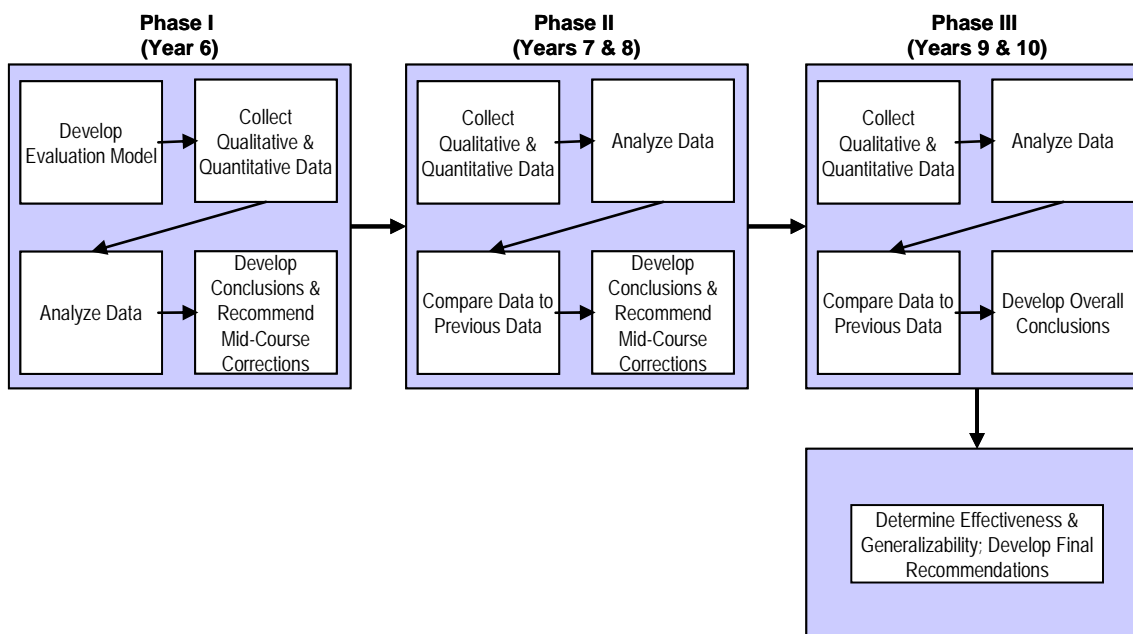 Phase I
(Year 6)
Phase II
(Years 7 & 8)
Phase III
(Years 9 & 10)
Develop
Evaluation Model
Collect
Qualitative &
Quantitative Data
Analyze Data
Develop
Conclusions &
Recommend
Mid-Course
Corrections
Collect
Qualitative &
Quantitative Data
Analyze Data
Compare Data to
Previous Data
Develop
Conclusions &
Recommend
Mid-Course
Corrections
Collect
Qualitative &
Quantitative Data
Analyze Data
Compare Data to
Previous Data
Develop Overall
Conclusions
Determine Effectiveness &
Generalizability; Develop Final
Recommendations